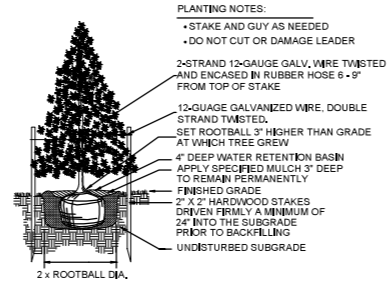 PLANTING NOTES:
• STAKE AND GUY AS NEEDED
• DO NOT CUT OR DAMAGE LEADER
2-STRAND 12-GAUGE GALV. WIRE TWISTED
AND ENCASED IN RUBBER HOSE 6 - 9"
FROM TOP OF STAKE
12-GUAGE GALVANIZED WIRE, DOUBLE
STRAND TWISTED.
SET ROOTBALL 3" HIGHER THAN GRADE
AT WHICH TREE GREW
4" DEEP WATER RETENTION BASIN
APPLY SPECIFIED MULCH 3" DEEP
TO REMAIN PERMANENTLY
FINISHED GRADE
2" X 2" HARDWOOD STAKES
DRIVEN FIRMLY A MINIMUM OF
24" INTO THE SUBGRADE
PRIOR TO BACKFILLING
UNDISTURBED SUBGRADE
2 x ROOTBALL DIA.